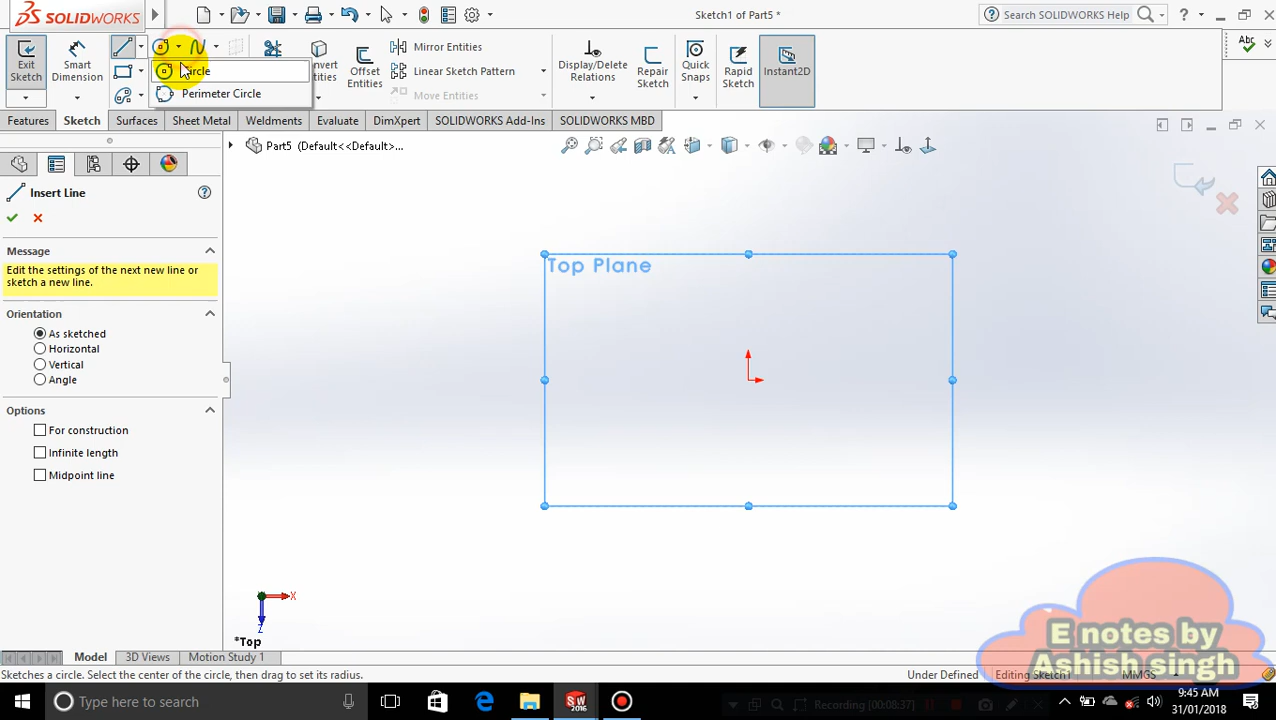 SOLIDWORKS
Sketch1 of Part5 *
Search SOLIDWORKS Help
Exit
Sketch
Smart
Dimension
Circle
Perimeter Circle
Entities
Offset
Entities
Mirror Entities
Linear Sketch Pattern
Move Entities
Display/Delete
Relations
Repair
Sketch
Quick
Snaps
Rapid
Sketch
Instant2D
Abc
Features
Sketch
Surfaces
Sheet Metal
Weldments
Evaluate
DimXpert
SOLIDWORKS Add-Ins
SOLIDWORKS MBD
Part5 (Default<<Default>...
Insert Line
Message
Edit the settings of the next new line or
sketch a new line.
Orientation
As sketched
Horizontal
Vertical
Angle
Options
For construction
Infinite length
Midpoint line
Top Plane
X
Z
*Top
Model
3D Views
Motion Study 1
Sketches a circle. Select the center of the circle, then drag to set its radius.
Under Defined
Editing Sketch1
MMGS
E notes by
Ashish singh
Type here to search
SW
2016
Recording [00:08:37]
9:45 AM
31/01/2018